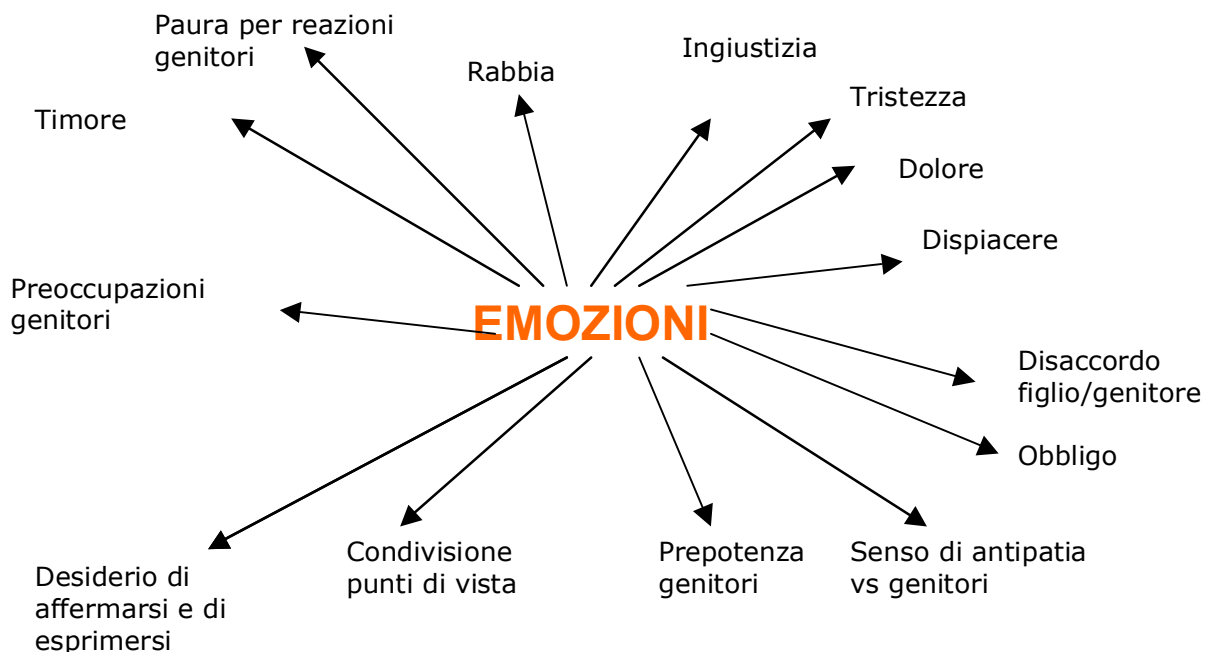 Paura per reazioni
genitori
Ingiustizia
Rabbia
Tristezza
Timore
Dolore
Dispiacere
Preoccupazioni
genitori
EMOZIONI
Disaccordo
figlio/genitore
Obbligo
Desiderio di
affermarsi e di
esprimersi
Condivisione
punti di vista
Prepotenza
genitori
Senso di antipatia
vs genitori